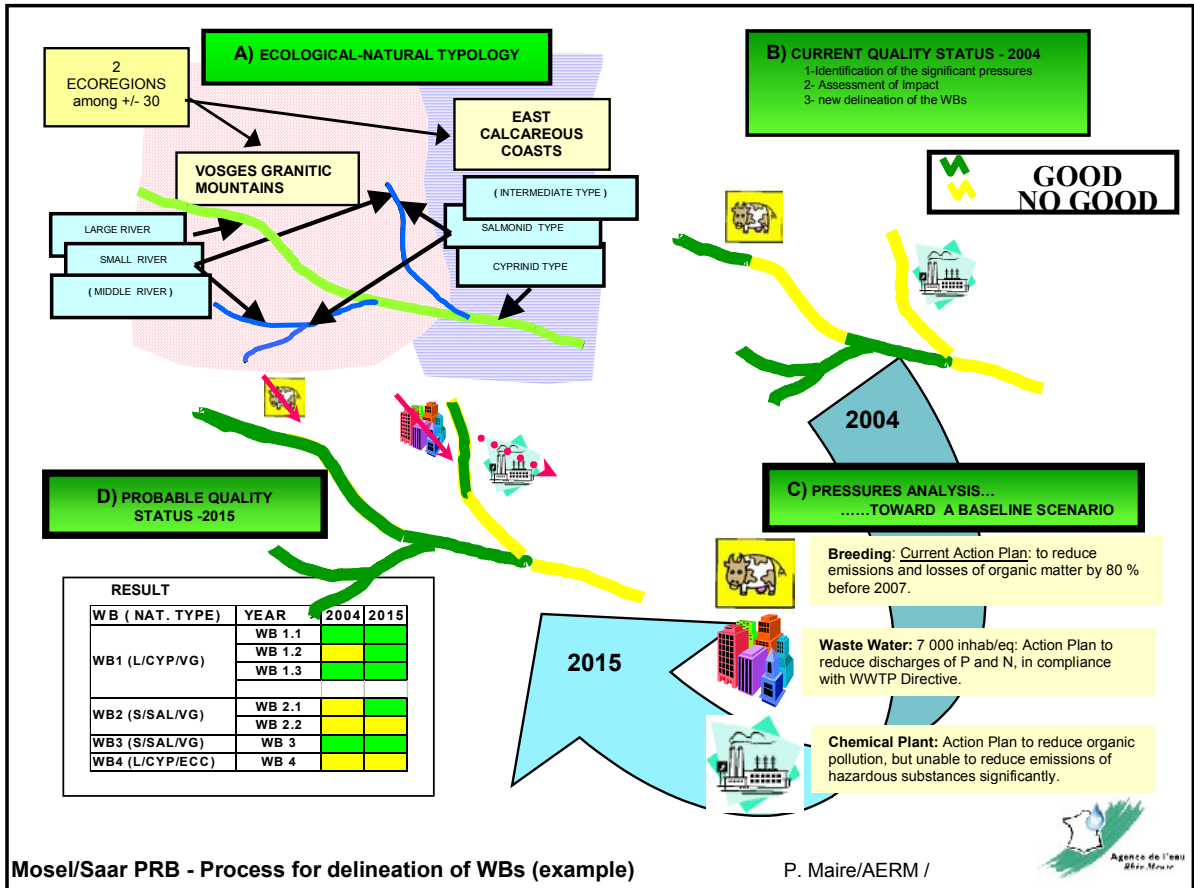 A) ECOLOGICAL-NATURAL TYPOLOGY
2
ECOREGIONS
among +/- 30
EAST
CALCAREOUS
COASTS
VOSGES GRANITIC
MOUNTAINS
( INTERMEDIATE TYPE )
LARGE RIVER
SALMONID TYPE
SMALL RIVER
CYPRINID TYPE
( MIDDLE RIVER )
B) CURRENT QUALITY STATUS - 2004
1-Identification of the significant pressures
2- Assessment of Impact
3- new delineation of the WBs
GOOD
NO GOOD
2004
C) PRESSURES ANALYSIS...
......TOWARD A BASELINE SCENARIO
Breeding: Current Action Plan: to reduce
emissions and losses of organic matter by 80 %
before 2007.
Waste Water: 7 000 inhab/eq: Action Plan to
reduce discharges of P and N, in compliance
with WWTP Directive.
Chemical Plant: Action Plan to reduce organic
pollution, but unable to reduce emissions of
hazardous substances significantly.
2015
D) PROBABLE QUALITY
STATUS -2015
RESULT
WB ( NAT. TYPE) YEAR 2004 2015
WB1 (L/CYP/VG)
WB 1.1
WB 1.2
WB 1.3
WB2 (S/SAL/VG)
WB 2.1
WB 2.2
WB3 (S/SAL/VG) WB 3
WB4 (L/CYP/ECC) WB 4
Mosel/Saar PRB - Process for delineation of WBs (example)
P. Maire/AERM /
Agence de l'eau
Rhin-Meuse